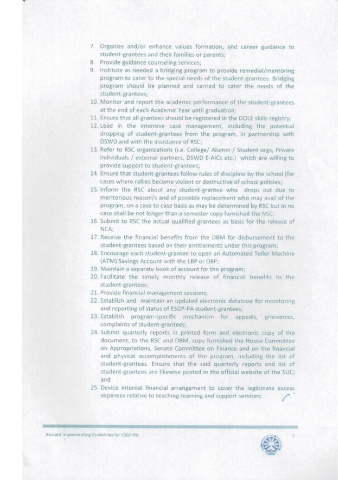 7. Organize and/or enhance values formation, and career guidance to
student-grantees and their families or parents;
8. Provide guidance counseling services;
9. Institute as needed a bridging program to provide remedial/mentoring
program to cater to the special needs of the student-grantees. Bridging
program should be planned and carried to cater the needs of the
student-grantees;
10. Monitor and report the academic performance of the student-grantees
at the end of each Academic Year until graduation;
11. Ensure that all grantees should be registered in the DOLE skills registry;
12. Lead in the intensive case management, including the potential
dropping of student-grantees from the program, in partnership with
DSWD and with the assistance of RSC;
13. Refer to RSC organizations (i.e. College/ Alumni / Student-orgs, Private
individuals / external partners, DSWD E-AICs etc.) which are willing to
provide support to student-grantees;
14. Ensure that student-grantees follow rules of discipline by the school (for
cases where rallies become violent or destructive of school policies;
15. Inform the RSC about any student-grantee who drops out due to
meritorious reason/s and of possible replacement who may avail of the
program, on a case to case basis as may be determined by RSC but in no
case shall be not longer than a semester copy furnished the NSC;
16. Submit to RSC the actual qualified grantees as basis for the release of
NCA;
17. Receive the financial benefits from the DBM for disbursement to the
student-grantees based on their entitlements under this program;
18. Encourage each student-grantee to open an Automated Teller Machine
(ATM) Savings Account with the LBP or DBP;
19. Maintain a separate book of account for the program;
20. Facilitate the timely monthly release of financial benefits to the
student-grantees;
21. Provide financial management sessions;
22. Establish and maintain an updated electronic database for monitoring
and reporting of status of ESGP-PA student-grantees;
23. Establish program-specific mechanism for appeals, grievances,
complaints of student-grantees;
24. Submit quarterly reports in printed form and electronic copy of the
document, to the RSC and DBM, copy furnished the House Committee
on Appropriations, Senate Committee on Finance and on the financial
and physical accomplishments of the program, including the list of
student-grantees. Ensure that the said quarterly reports and list of
student-grantees are likewise posted in the official website of the SUC;
and
25. Device internal financial arrangement to cover the legitimate excess
expenses relative to teaching-learning and support services;
Revised Implementing Guidelines for ESGP-PA